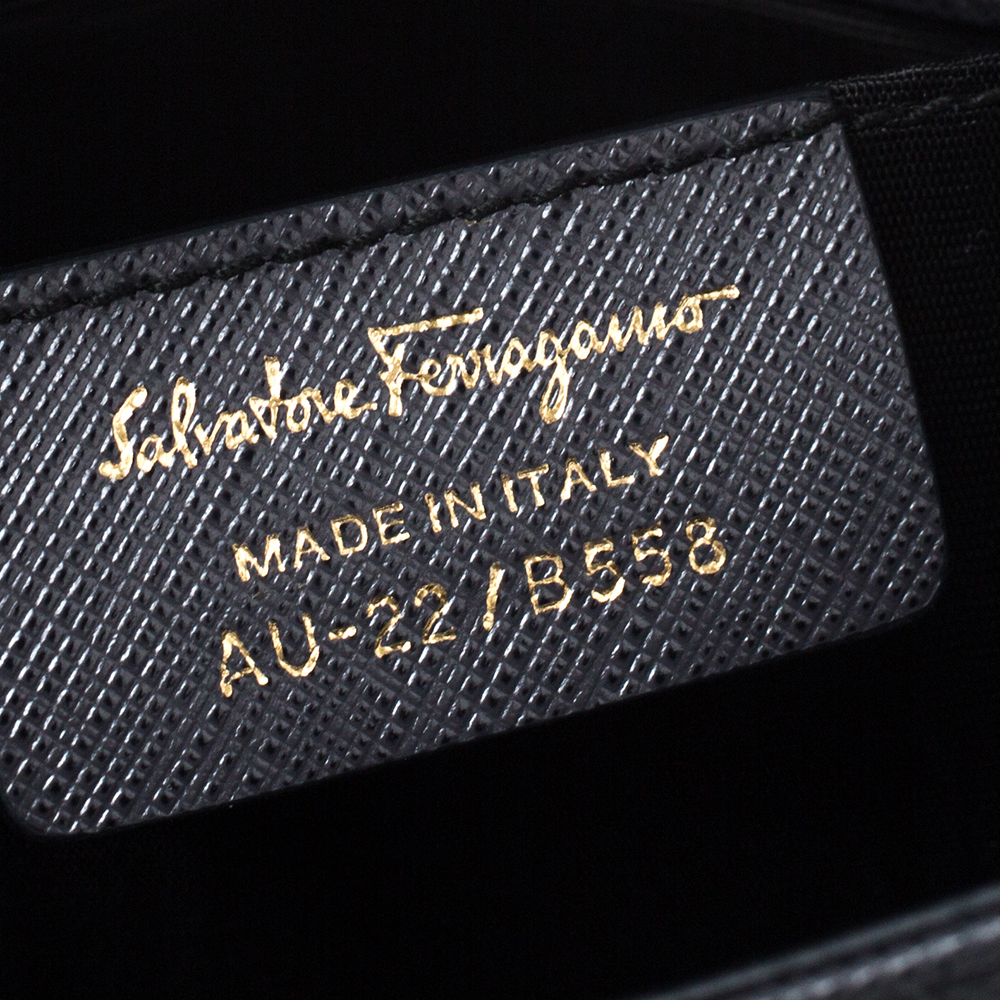 Salvatore Ferragamo
MADE IN ITALY
AU-22/B558